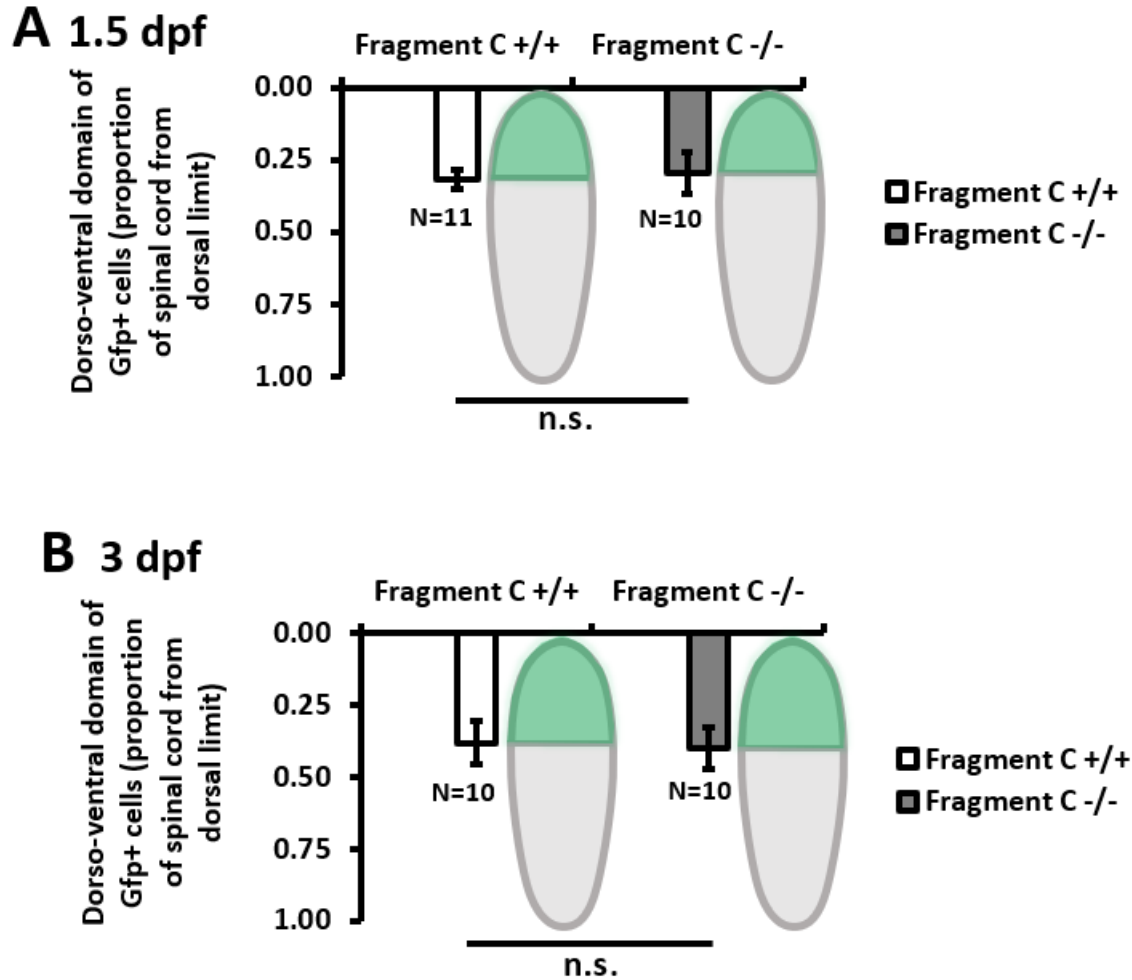 A 1.5 dpf
Fragment C +/+ Fragment C -/-
Dorso-ventral domain of
Gfp+ cells (proportion
of spinal cord from
dorsal limit)
0.00
0.25
0.50
0.75
1.00
N=11
N=10
n.s.
Fragment C +/+
Fragment C -/-
B 3 dpf
Fragment C +/+ Fragment C -/-
Dorso-ventral domain of
Gfp+ cells (proportion
of spinal cord from
dorsal limit)
0.00
0.25
0.50
0.75
1.00
N=10
N=10
n.s.
Fragment C +/+
Fragment C -/-